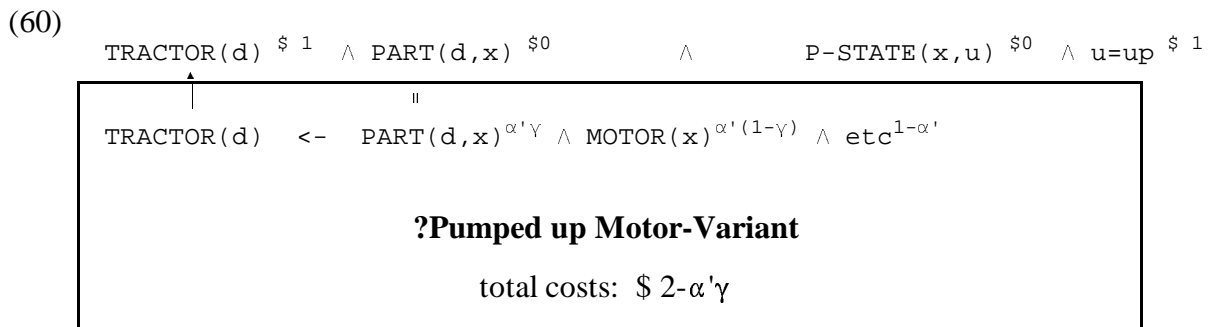 (60)
TRACTOR(d) $ 1 ∧ PART(d,x) $0 ∧ P-STATE(x,u) $0 ∧ u=up $ 1
=
TRACTOR(d) <- PART(d,x)α'γ ∧ MOTOR(x)α'(1-γ) ∧ etc1-α'
?Pumped up Motor-Variant
total costs: $ 2-α'γ